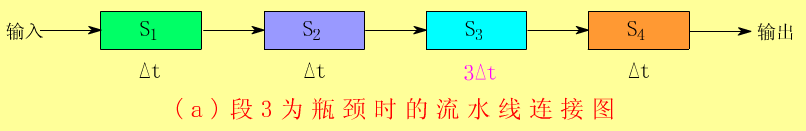 输入 S1 S2 S3 S4 输出
Δt Δt 3Δt Δt
(a)段3为瓶颈时的流水线连接图